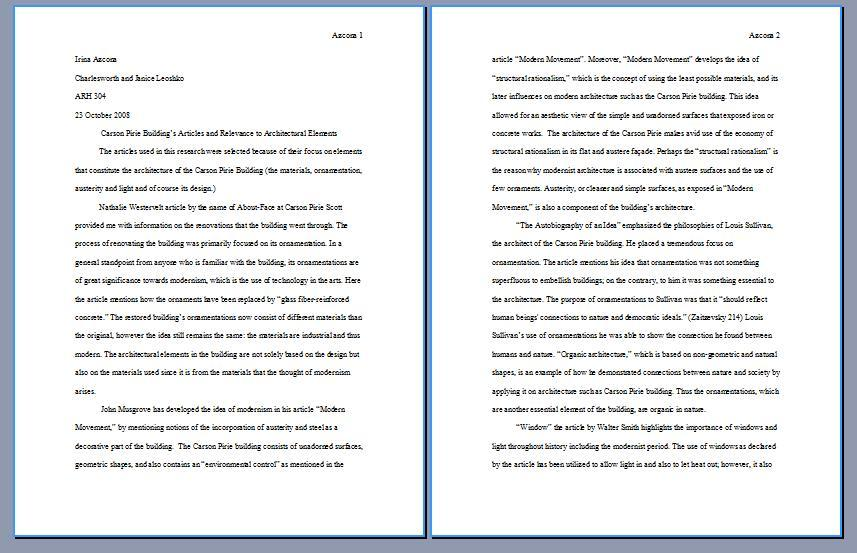 Azcona 1
Irina Azcona
Charlesworth and Janice Leoshko
ARH 304
23 October 2008
Carson Pirie Building's Articles and Relevance to Architectural Elements
The articles used in this research were selected because of their focus on elements
that constitute the architecture of the Carson Pirie Building (the materials, ornamentation,
austerity and light and of course its design.)
Nathalie Westervelt article by the name of About-Face at Carson Pirie Scott
provided me with information on the renovations that the building went through. The
process of renovating the building was primarily focused on its ornamentation. In a
general standpoint from anyone who is familiar with the building, its ornamentations are
of great significance towards modernism, which is the use of technology in the arts. Here
the article mentions how the ornaments have been replaced by "glass fiber-reinforced
concrete." The restored building's ornamentations now consist of different materials than
the original, however the idea still remains the same: the materials are industrial and thus
modern. The architectural elements in the building are not solely based on the design but
also on the materials used since it is from the materials that the thought of modernism
arises.
John Musgrove has developed the idea of modernism in his article "Modern
Movement," by mentioning notions of the incorporation of austerity and steel as a
decorative part of the building. The Carson Pirie building consists of unadorned surfaces,
geometric shapes, and also contains an "environmental control" as mentioned in the
Azcona 2
article "Modern Movement". Moreover, "Modern Movement" develops the idea of
"structural rationalism," which is the concept of using the least possible materials, and its
later influences on modern architecture such as the Carson Pirie building. This idea
allowed for an aesthetic view of the simple and unadorned surfaces that exposed iron or
concrete works. The architecture of the Carson Pirie makes avid use of the economy of
structural rationalism in its flat and austere façade. Perhaps the "structural rationalism" is
the reason why modernist architecture is associated with austere surfaces and the use of
few ornaments. Austerity, or cleaner and simple surfaces, as exposed in "Modern
Movement," is also a component of the building's architecture.
"The Autobiography of an Idea" emphasized the philosophies of Louis Sullivan,
the architect of the Carson Pirie building. He placed a tremendous focus on
ornamentation. The article mentions his idea that ornamentation was not something
superfluous to embellish buildings; on the contrary, to him it was something essential to
the architecture. The purpose of ornamentations to Sullivan was that it "should reflect
human beings' connections to nature and democratic ideals." (Zaitzevsky 214) Louis
Sullivan's use of ornamentations he was able to show the connection he found between
humans and nature. "Organic architecture," which is based on non-geometric and natural
shapes, is an example of how he demonstrated connections between nature and society by
applying it on architecture such as Carson Pirie building. Thus the ornamentations, which
are another essential element of the building, are organic in nature.
"Window" the article by Walter Smith highlights the importance of windows and
light throughout history including the modernist period. The use of windows as declared
by the article has been utilized to allow light in and also to let heat out; however, it also